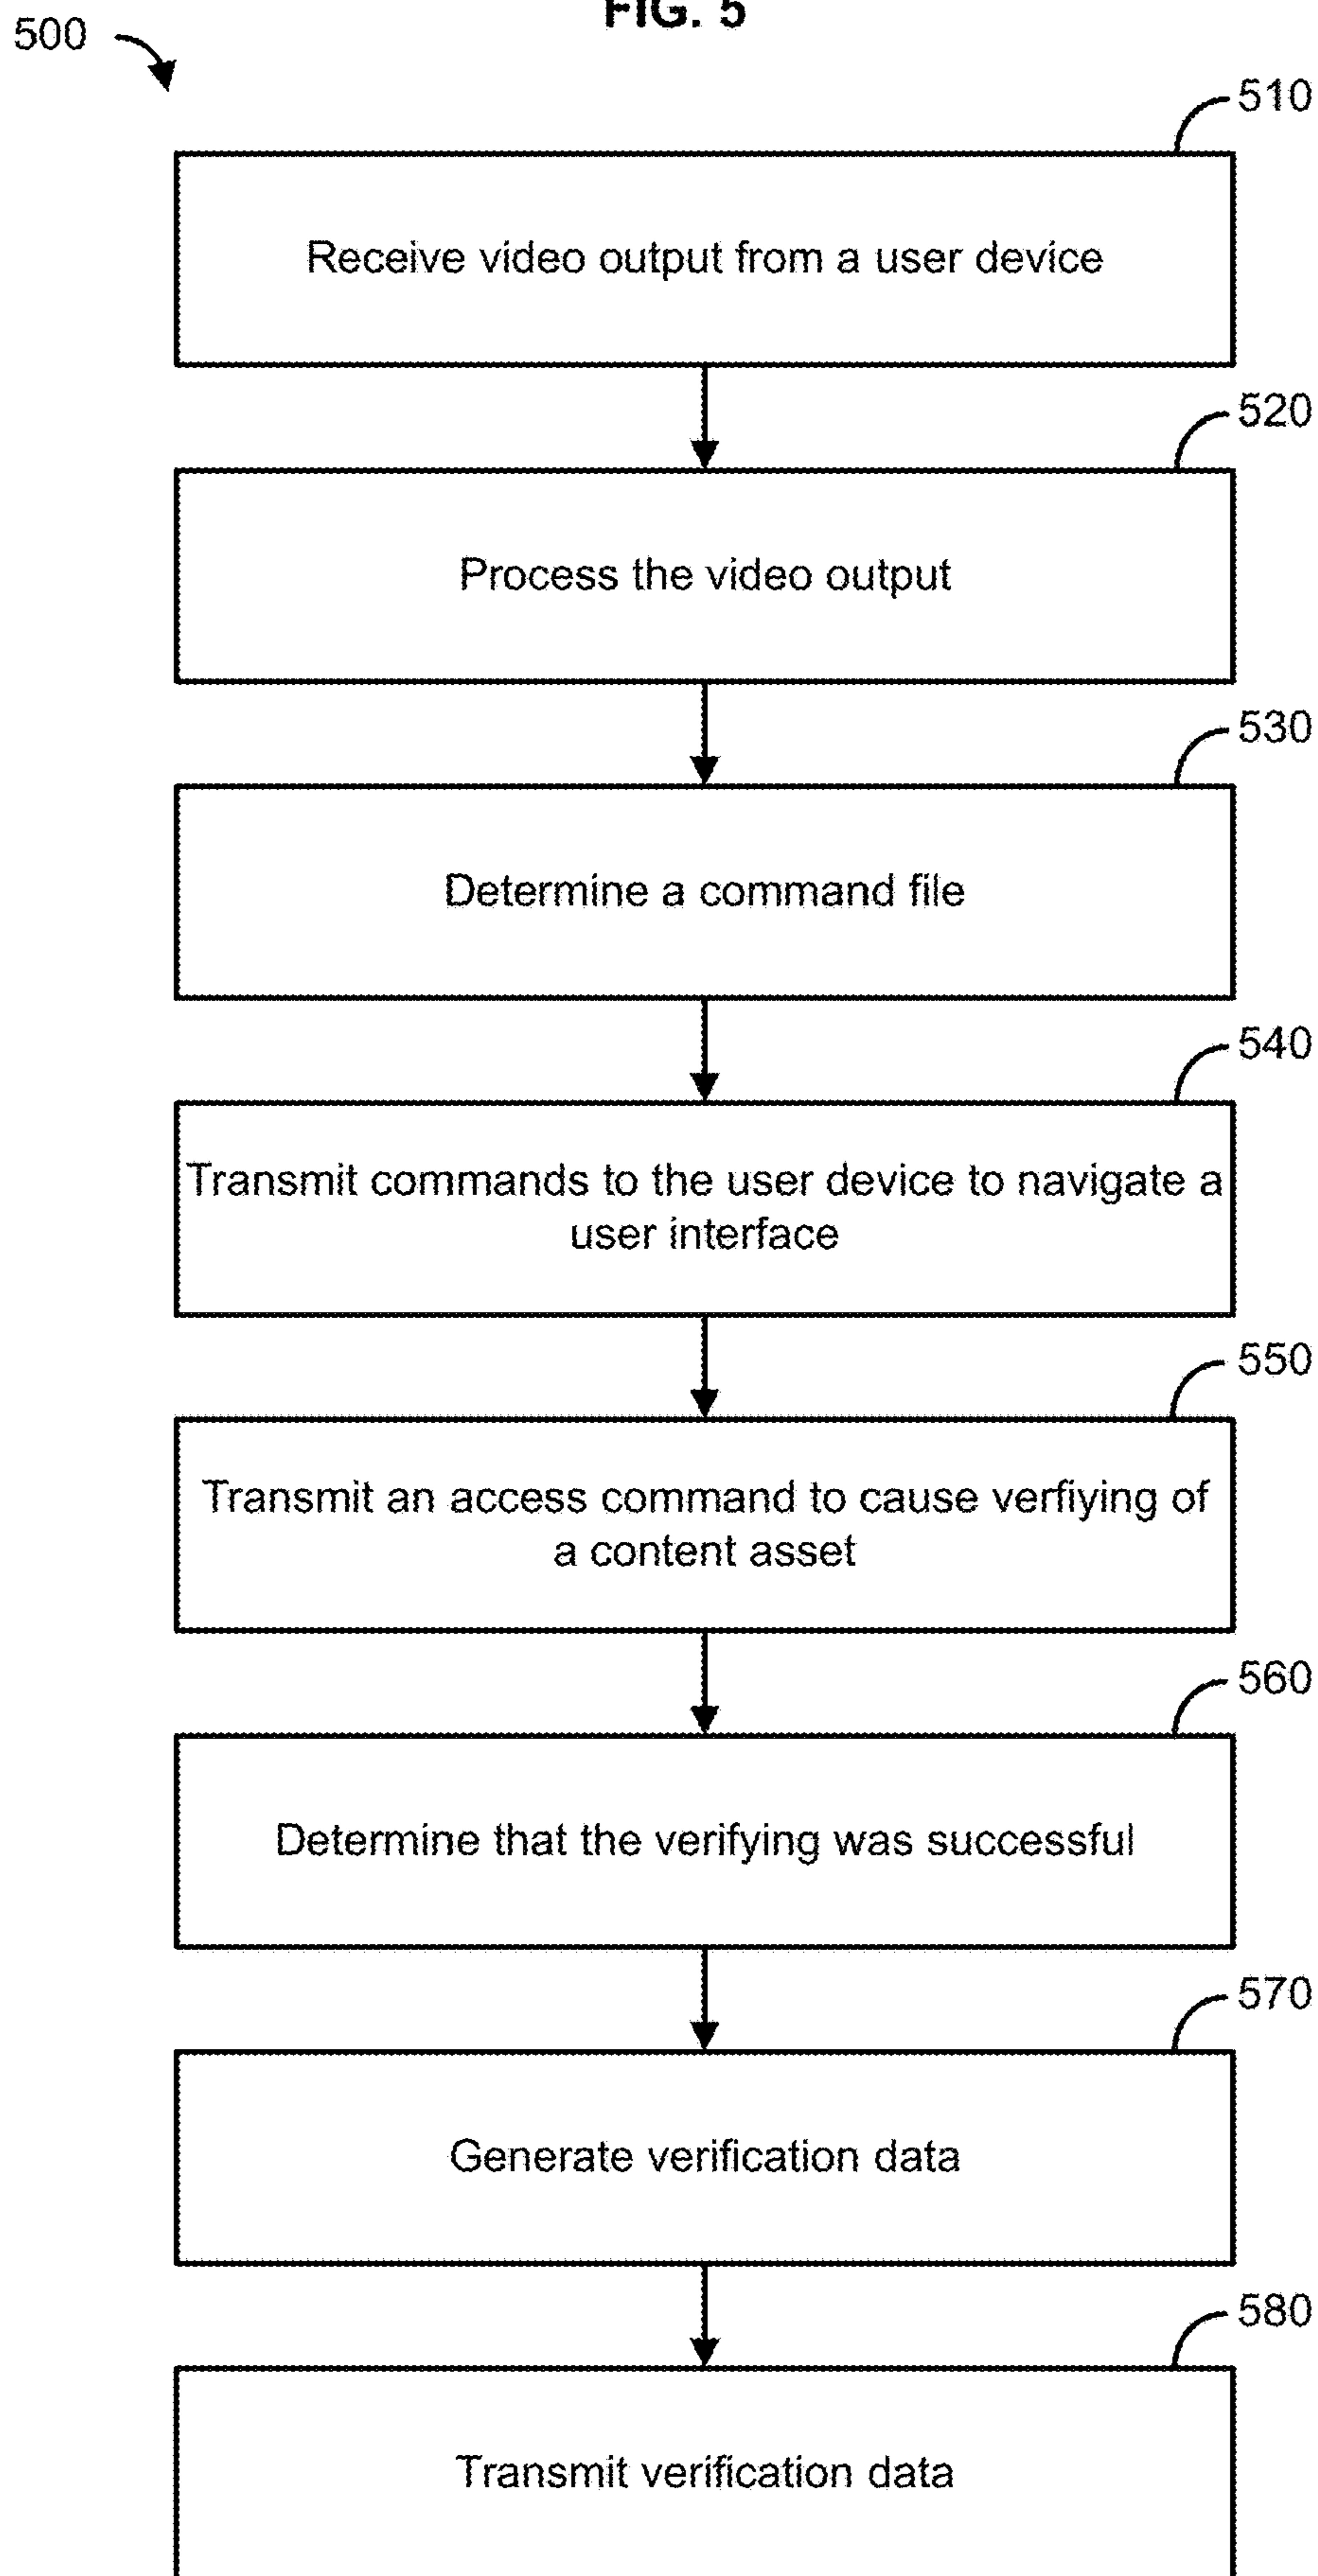 FIG. 5
500
510
Receive video output from a user device
520
Process the video output
530
Determine a command file
540
Transmit commands to the user device to navigate a
user interface
550
Transmit an access command to cause verfiying of
a content asset
560
Determine that the verifying was successful
570
Generate verification data
580
Transmit verification data